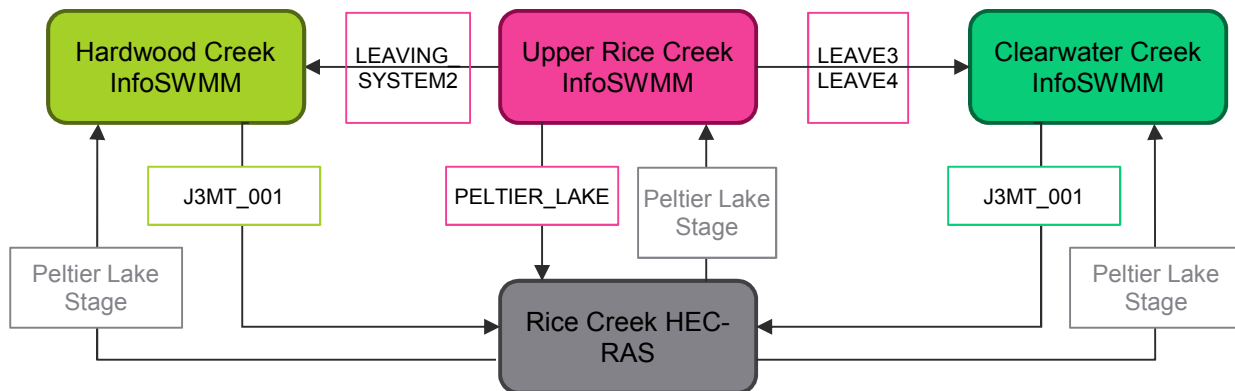 Hardwood Creek
InfoSWMM
LEAVING_
SYSTEM2
Upper Rice Creek
InfoSWMM
LEAVE3
LEAVE4
Clearwater Creek
InfoSWMM
J3MT_001
PELTIER_LAKE
Peltier Lake
Stage
J3MT_001
Peltier Lake
Stage
Peltier Lake
Stage
Rice Creek HEC-
RAS